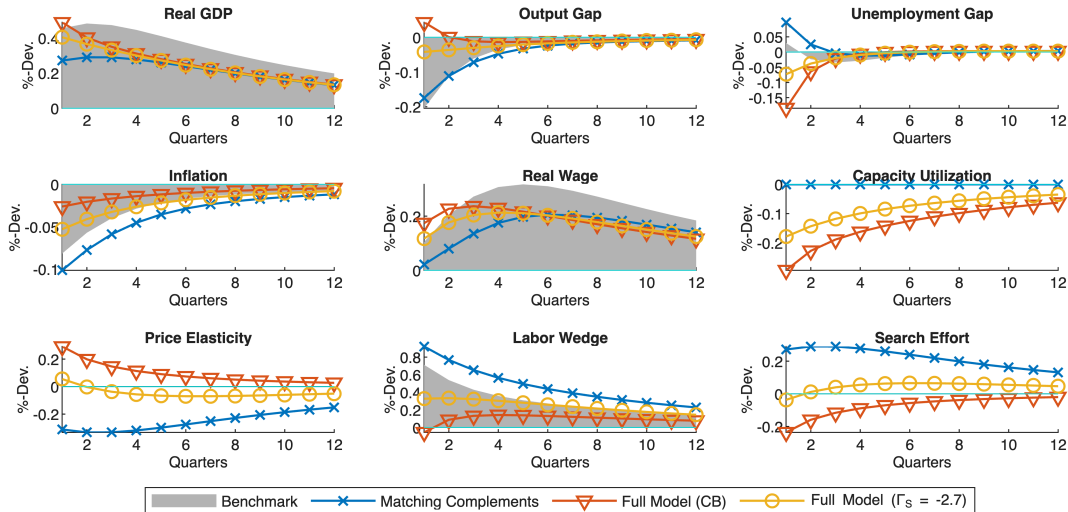 Real GDP
%-Dev.
0.4
0.2
0
2 4 6 8 10 12
Quarters
Output Gap
%-Dev.
0
-0.1
-0.2
2 4 6 8 10 12
Quarters
Unemployment Gap
%-Dev.
0.05
0
-0.05
-0.1
-0.15
2 4 6 8 10 12
Quarters
Inflation
%-Dev.
0
-0.05
-0.1
2 4 6 8 10 12
Quarters
Real Wage
%-Dev.
0.2
0
2 4 6 8 10 12
Quarters
Capacity Utilization
%-Dev.
0
-0.1
-0.2
2 4 6 8 10 12
Quarters
Price Elasticity
%-Dev.
0.2
0
-0.2
2 4 6 8 10 12
Quarters
Labor Wedge
%-Dev.
0.8
0.6
0.4
0.2
0
2 4 6 8 10 12
Quarters
Search Effort
%-Dev.
0.2
0
-0.2
2 4 6 8 10 12
Quarters
Benchmark Matching Complements Full Model (CB) Full Model (Γ_S = -2.7)